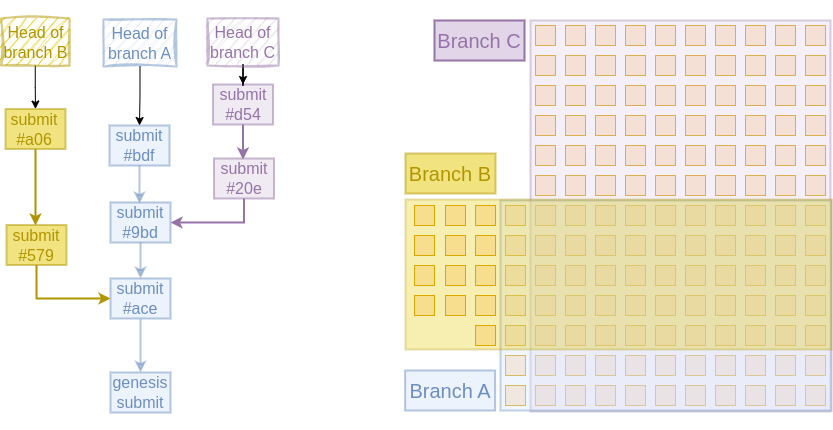 Head of
branch B
Head of
branch A
Head of
branch C
submit
#a06
submit
#bdf
submit
#d54
submit
#20e
submit
#579
submit
#9bd
submit
#ace
genesis
submit
Branch C
Branch B
Branch A